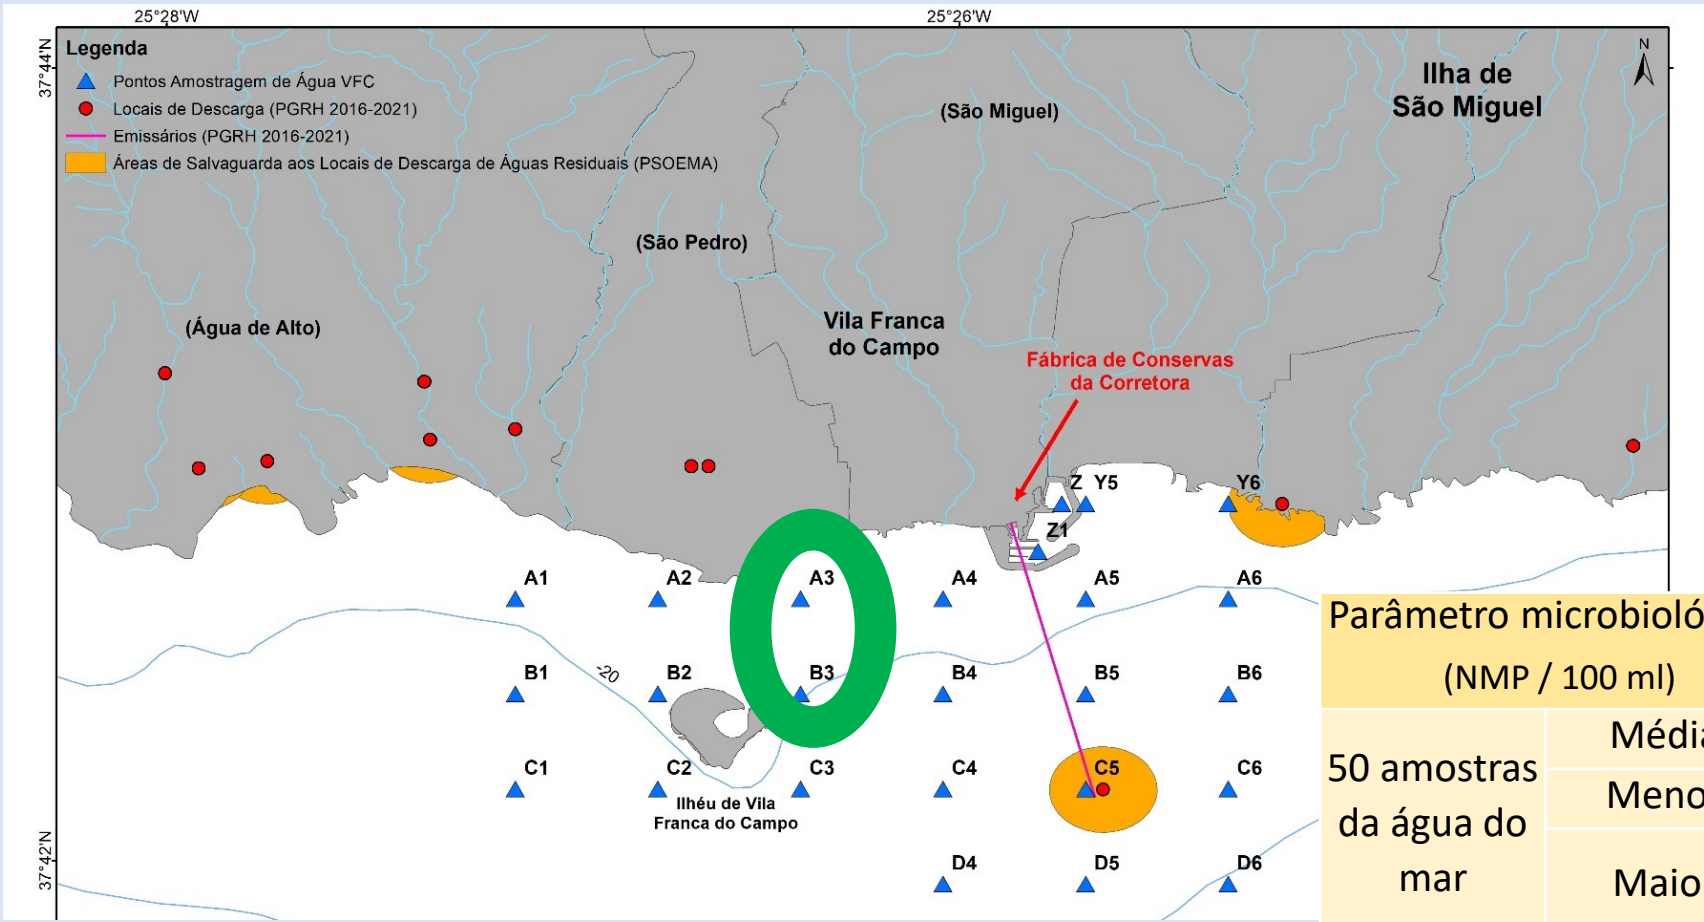 25°28'W
25°26'W
37°44'N
Legenda
Pontos Amostragem de Água VFC
Locais de Descarga (PGRH 2016-2021)
Emissários (PGRH 2016-2021)
Áreas de Salvaguarda aos Locais de Descarga de Águas Residuais (PSOEMA)
N
Ilha de
São Miguel
(São Miguel)
(São Pedro)
(Água de Alto)
Vila Franca
do Campo
Fábrica de Conservas
da Corretora
Z Y5 Y6
Z1
A1 A2 A3 A4 A5 A6
-20
B1 B2 B3 B4 B5 B6
C1 C2 C3 C4 C5 C6
Ilhéu de Vila
Franca do Campo
37°42'N
D4 D5 D6
Parâmetro microbioló
(NMP / 100 ml)
50 amostras
da água do
mar
Média
Meno
Maio